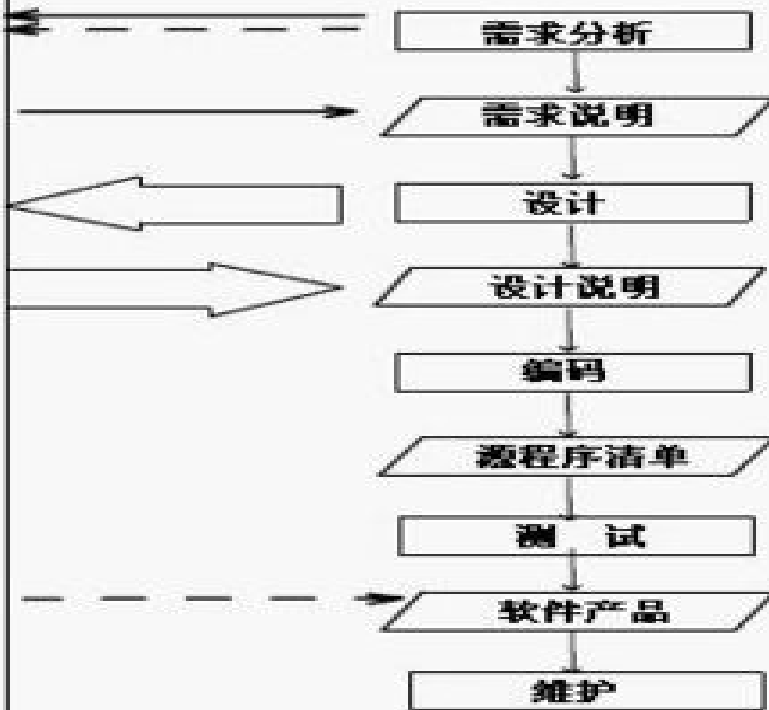 需求分析
需求说明
设计
设计说明
编码
源程序清单
测 试
软件产品
维护